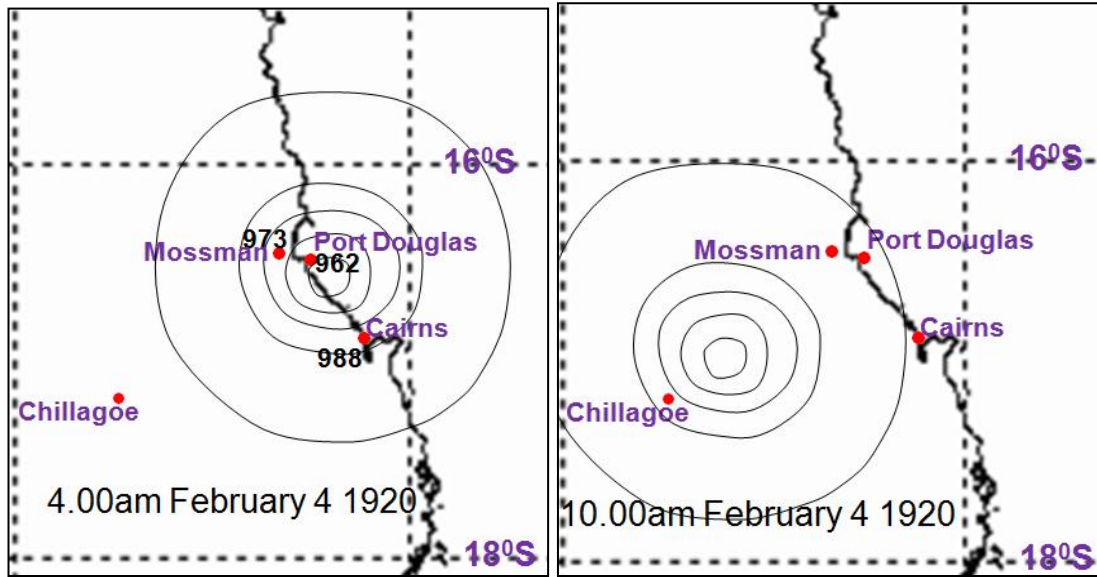 16⁰S
973
Mossman
Port Douglas
962
Cairns
988
Chillagoe
4.00am February 4 1920
18⁰S
16⁰S
Mossman
Port Douglas
Cairns
Chillagoe
10.00am February 4 1920
18⁰S